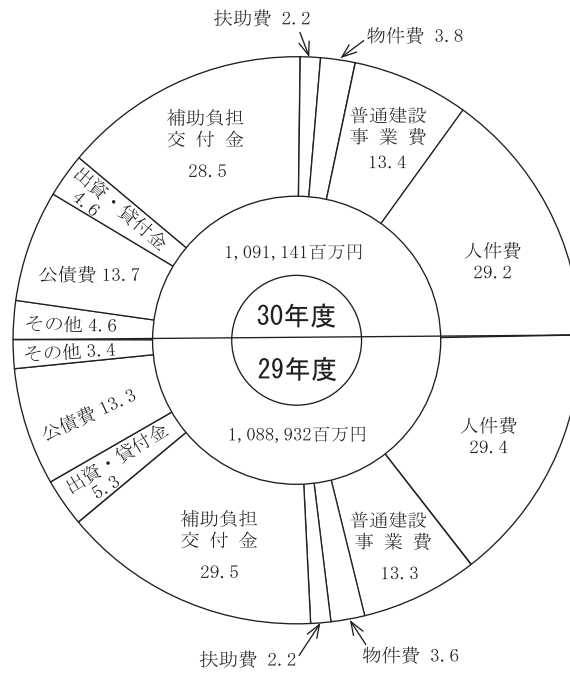 扶助費 2.2
物件費 3.8
補助負担
交付金
28.5
普通建設
事業費
13.4
出資・貸付金
4.6
人件費
29.2
1,091,141百万円
公債費 13.7
30年度
その他 4.6
その他 3.4
29年度
公債費 13.3
1,088,932百万円
人件費
29.4
出資・貸付金
5.3
補助負担
交付金
29.5
普通建設
事業費
13.3
扶助費 2.2
物件費 3.6